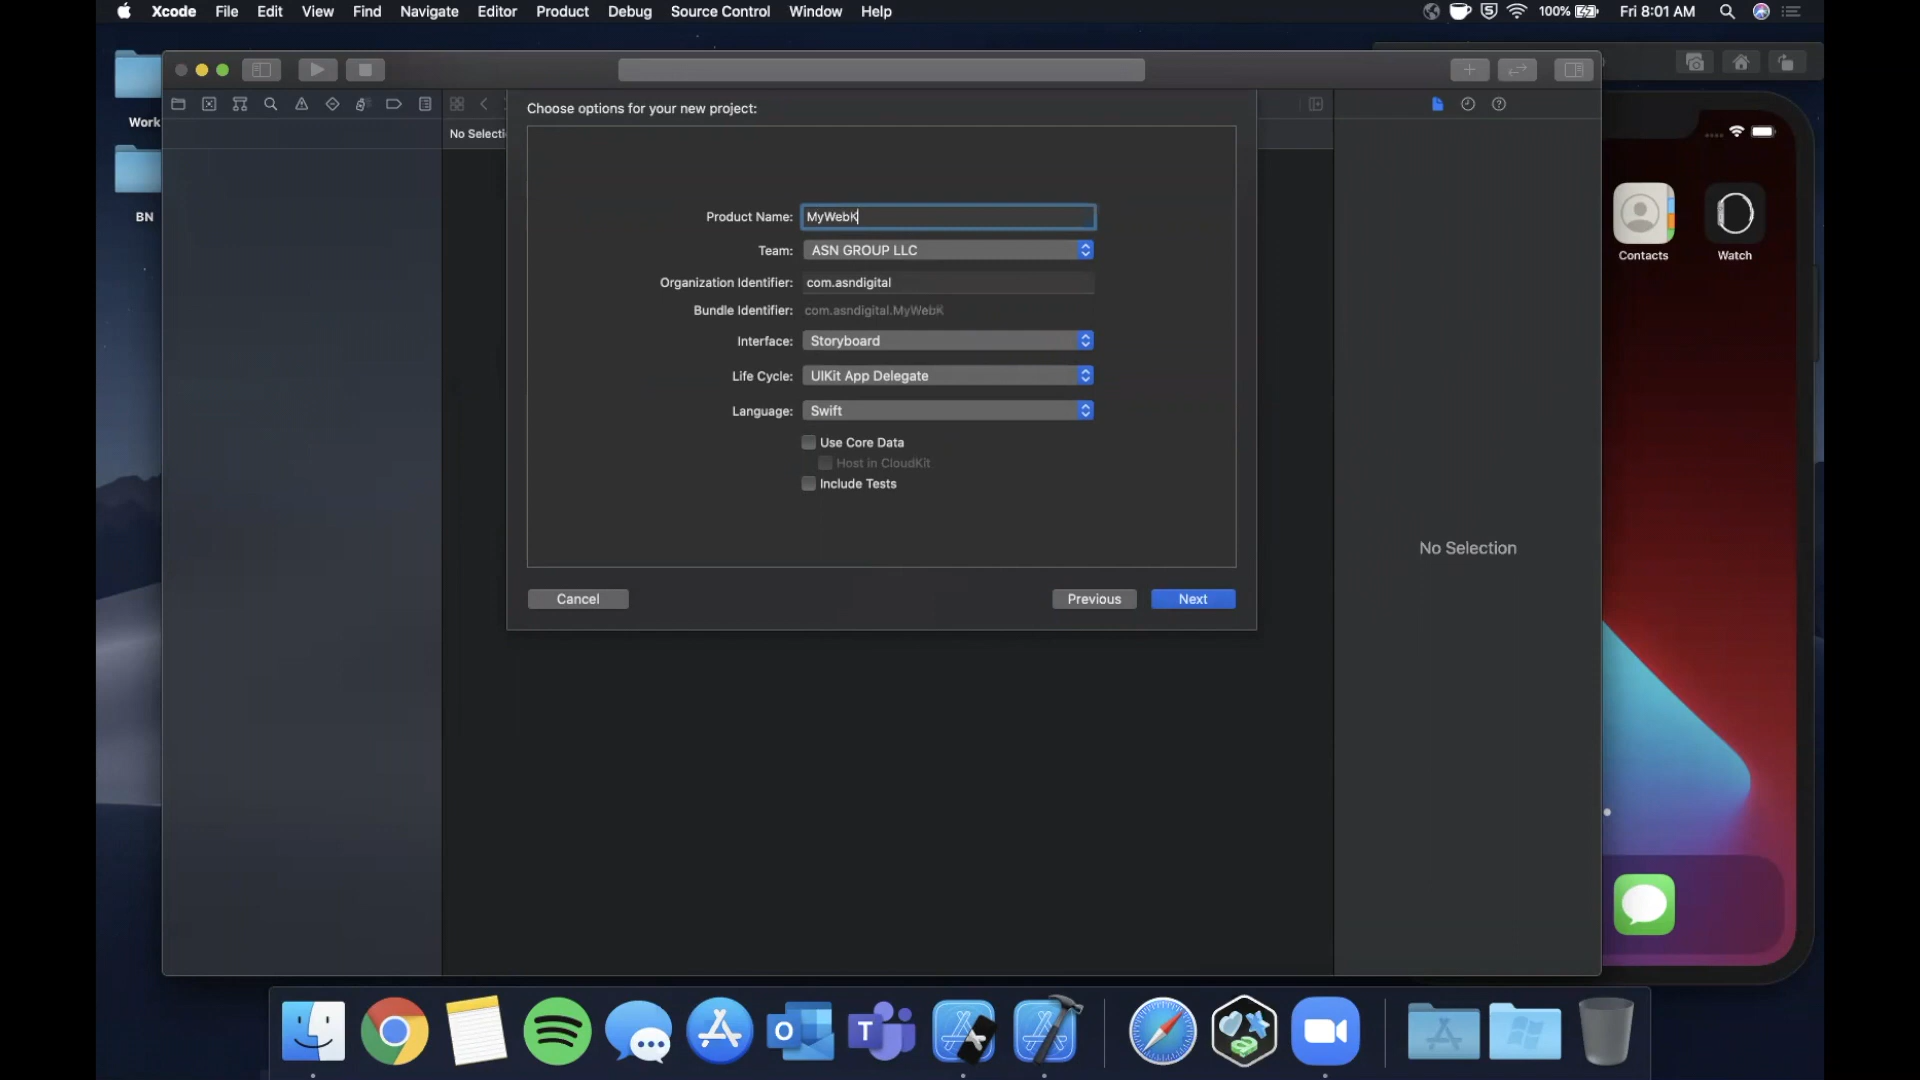 Xcode File Edit View Find Navigate Editor Product Debug Source Control Window Help
100% Fri 8:01 AM
Work
BN
No Selecti
Choose options for your new project:
Product Name: MyWebK
Team: ASN GROUP LLC
Organization Identifier: com.asndigital
Bundle Identifier: com.asndigital.MyWebK
Interface: Storyboard
Life Cycle: UIKit App Delegate
Language: Swift
Use Core Data
Host in CloudKit
Include Tests
Cancel Previous Next
No Selection
Contacts Watch